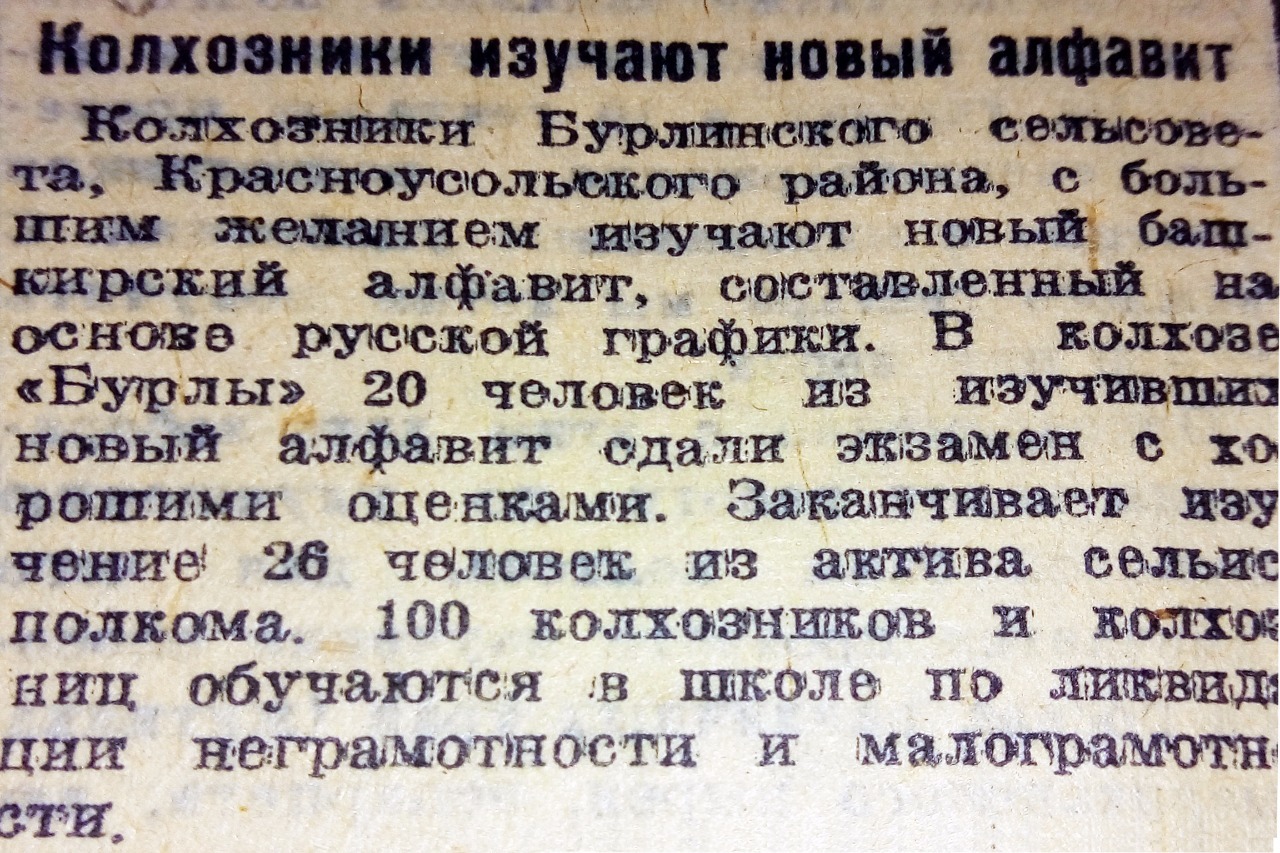 Колхозники изучают новый алфавит
Колхозники Бурлинского сельсове-
та, Красноусольского района, с боль-
шим желанием изучают новый баш-
кирский алфавит, составленный на
основе русской графики. В колхозе
«Бурлы» 20 человек из изучивших
новый алфавит сдали экзамен с хо
рошими оценками. Заканчивает изу
чение 26 человек из актива сельис
полкома. 100 колхозников и колхоз
ниц обучаются в школе по ликвида
ции неграмотности и малограмотн
сти.